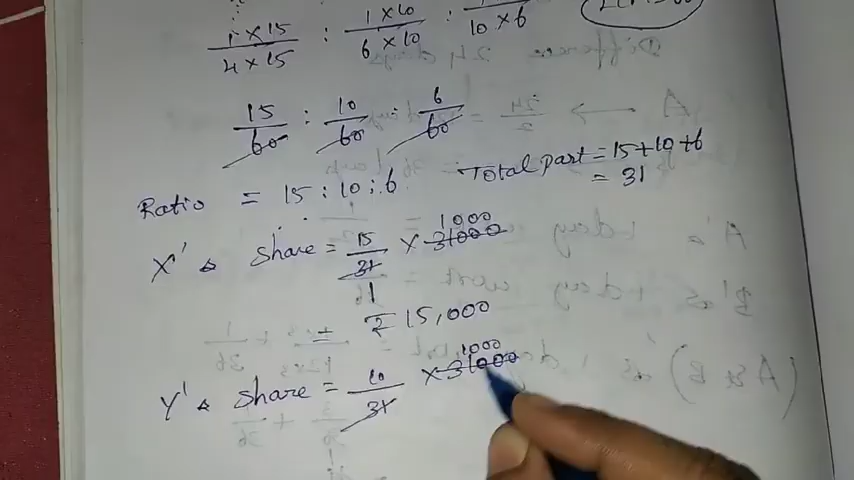 1×15/4×15 : 1×10/6×10 : 10×6
15/60 : 10/60 : 6/60
Total part = 15+10+6
Ratio = 15 : 10 : 6 = 31
X's share = 15/31 × 31000 1000
1
= ₹ 15,000
Y's share = 10/31 × 31000 1000